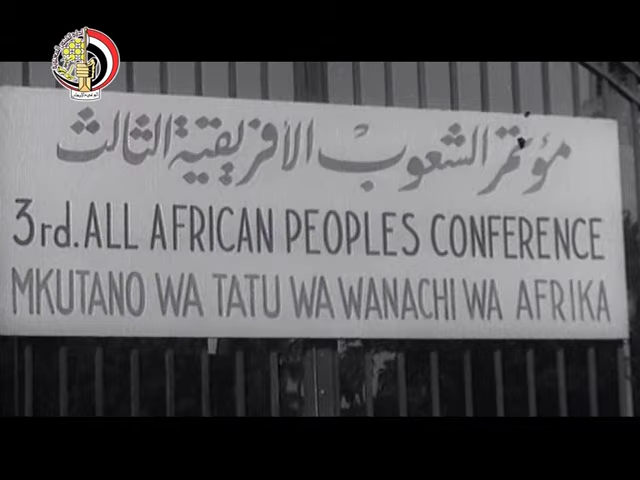 مؤتمر الشعوب الأفريقية الثالث
3rd. ALL AFRICAN PEOPLES CONFERENCE
MKUTANO WA TATU WA WANACHI WA AFRIKA